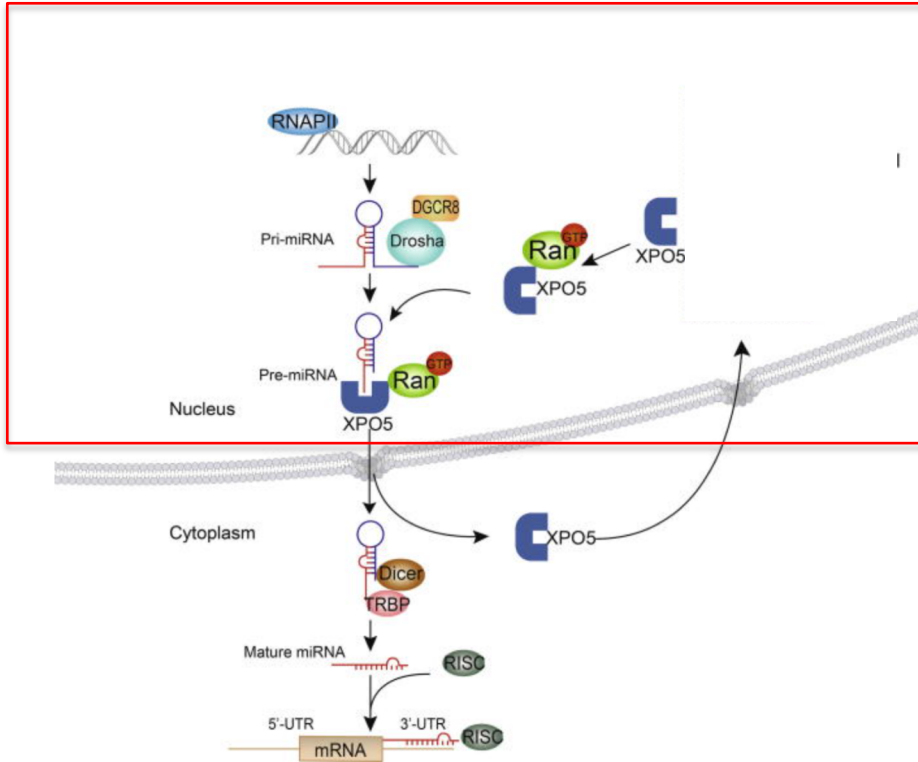 RNAPII
I
DGCR8
Pri-miRNA
Drosha
GTP
Ran
XPO5
XPO5
Pre-miRNA
GTP
Ran
Nucleus
XPO5
Cytoplasm
XPO5
Dicer
TRBP
Mature miRNA
RISC
5'-UTR
3'-UTR
RISC
mRNA